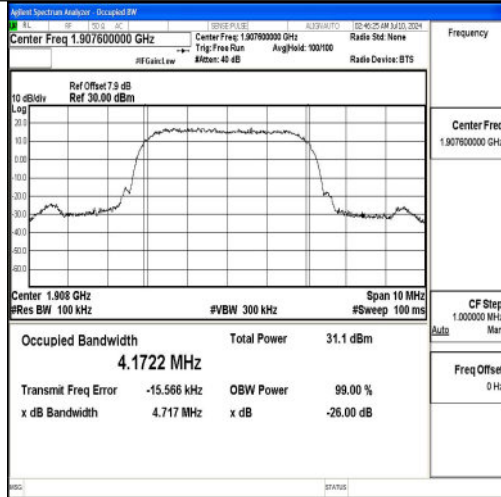 Agilent Spectrum Analyzer - Occupied BW
RL RF 50 Ω AC SENSE:PULSE ALIGNAUTO 02:46:25 AM Jul 10, 2024
Center Freq 1.907600000 GHz Center Freq: 1.907600000 GHz Radio Std: None Frequency
Trig: Free Run Avg|Hold: 100/100
#IFGain:Low #Atten: 40 dB Radio Device: BTS
Ref Offset 7.9 dB
10 dB/div Ref 30.00 dBm
Log
20.0
10.0
0.00
-10.0
-20.0
-30.0
-40.0
-50.0
-60.0
Center Freq
1.907600000 GHz
Center 1.908 GHz Span 10 MHz
#Res BW 100 kHz #VBW 300 kHz #Sweep 100 ms
CF Step
1.000000 MHz
Auto Man
Occupied Bandwidth Total Power 31.1 dBm
4.1722 MHz
Transmit Freq Error -15.566 kHz OBW Power 99.00 %
x dB Bandwidth 4.717 MHz x dB -26.00 dB
Freq Offset
0 Hz
MSG STATUS